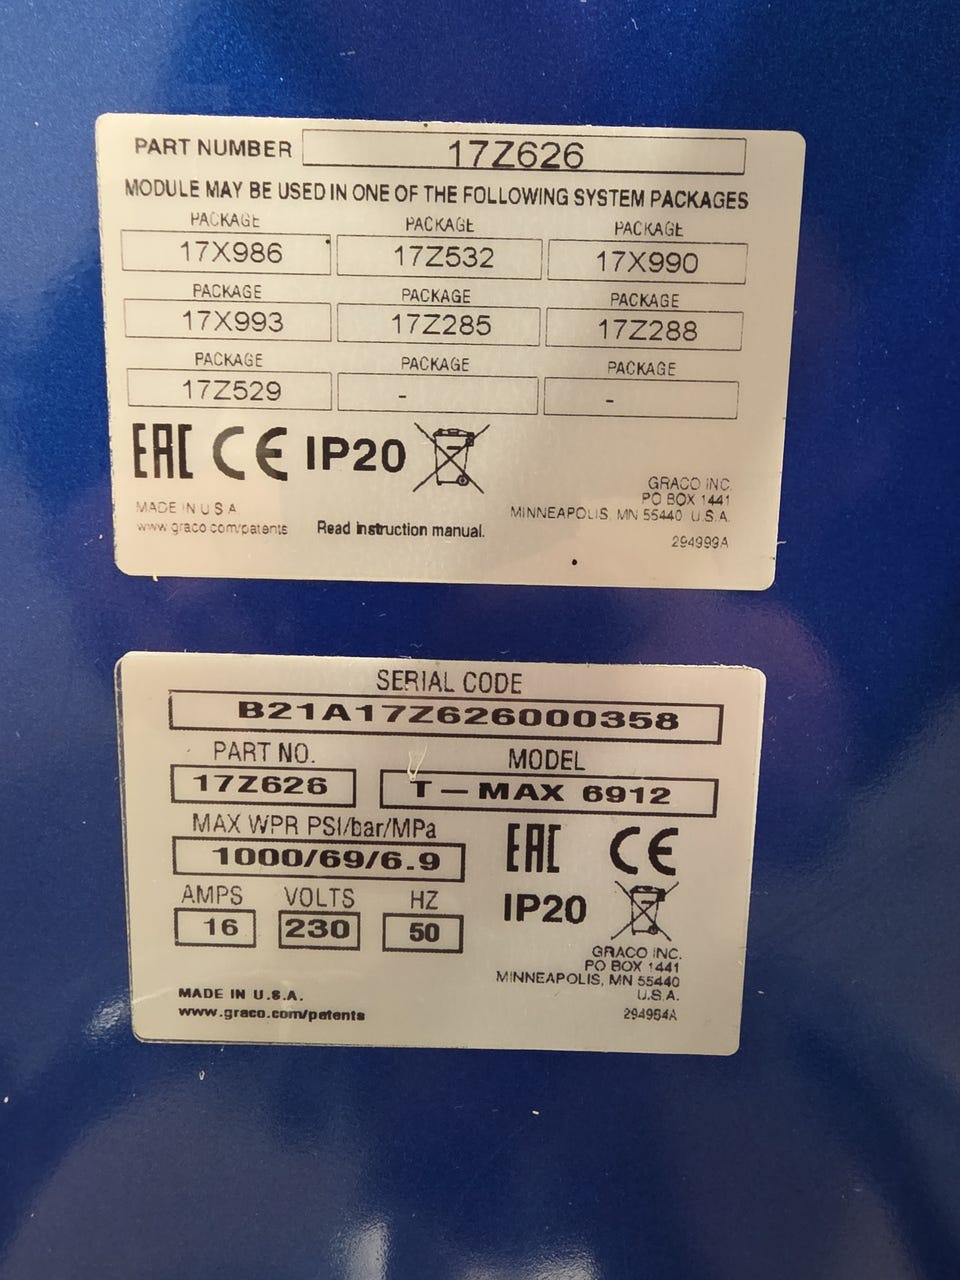 PART NUMBER 17Z626
MODULE MAY BE USED IN ONE OF THE FOLLOWING SYSTEM PACKAGES
PACKAGE PACKAGE PACKAGE
17X986 17Z532 17X990
PACKAGE PACKAGE PACKAGE
17X993 17Z285 17Z288
PACKAGE PACKAGE PACKAGE
17Z529 - -
EAC CE IP20
GRACO INC.
PO BOX 1441
MINNEAPOLIS, MN 55440 U.S.A.
294999A
MADE IN U.S.A.
www.graco.com/patents Read instruction manual.
SERIAL CODE
B21A17Z626000358
PART NO. MODEL
17Z626 T-MAX 6912
MAX WPR PSI/bar/MPa
1000/69/6.9
EAC CE
AMPS VOLTS HZ
16 230 50
IP20
GRACO INC.
PO BOX 1441
MINNEAPOLIS, MN 55440
U.S.A.
294984A
MADE IN U.S.A.
www.graco.com/patents